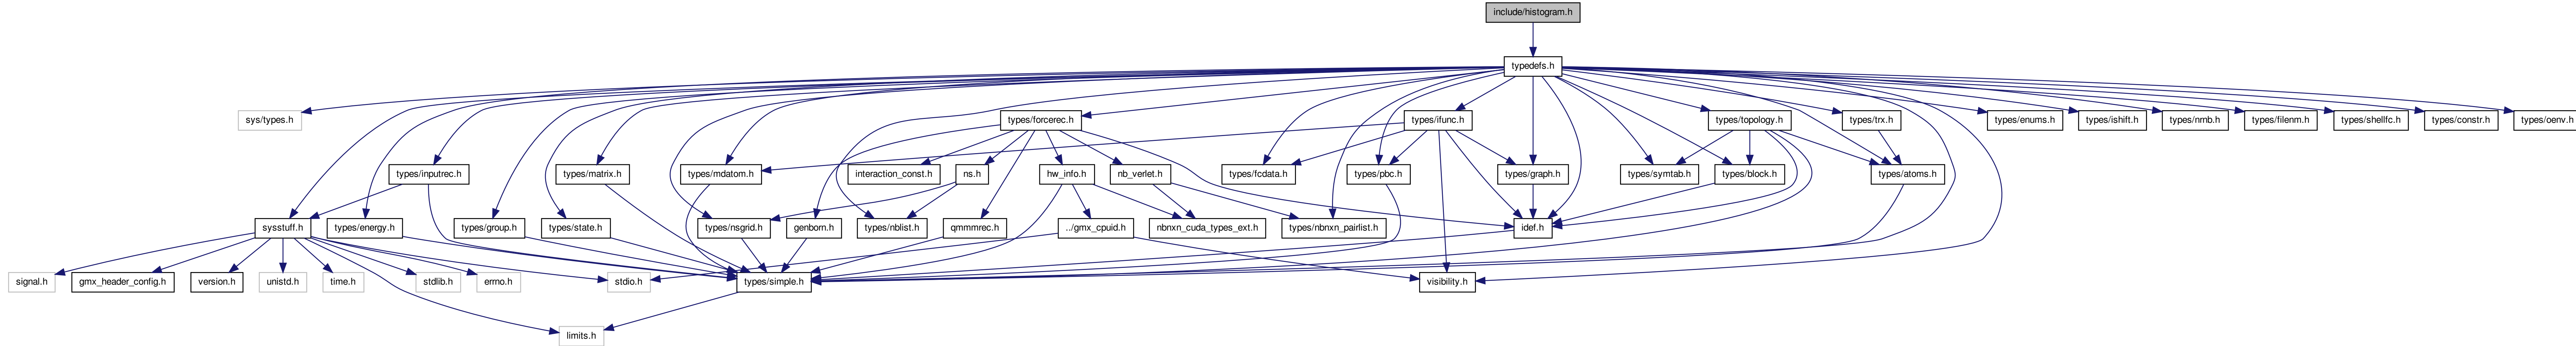 include/histogram.h
typedefs.h
sys/types.h
types/forcerec.h
types/ifunc.h
types/topology.h
types/trx.h
types/enums.h
types/ishift.h
types/nrnb.h
types/filenm.h
types/shellfc.h
types/constr.h
types/oenv.h
types/inputrec.h
types/matrix.h
types/mdatom.h
interaction_const.h
ns.h
hw_info.h
nb_verlet.h
types/fcdata.h
types/pbc.h
types/graph.h
types/symtab.h
types/block.h
types/atoms.h
sysstuff.h
types/energy.h
types/group.h
types/state.h
types/nsgrid.h
genborn.h
types/nblist.h
qmmmrec.h
../gmx_cpuid.h
nbnxn_cuda_types_ext.h
types/nbnxn_pairlist.h
idef.h
signal.h
gmx_header_config.h
version.h
unistd.h
time.h
stdlib.h
errno.h
stdio.h
types/simple.h
visibility.h
limits.h